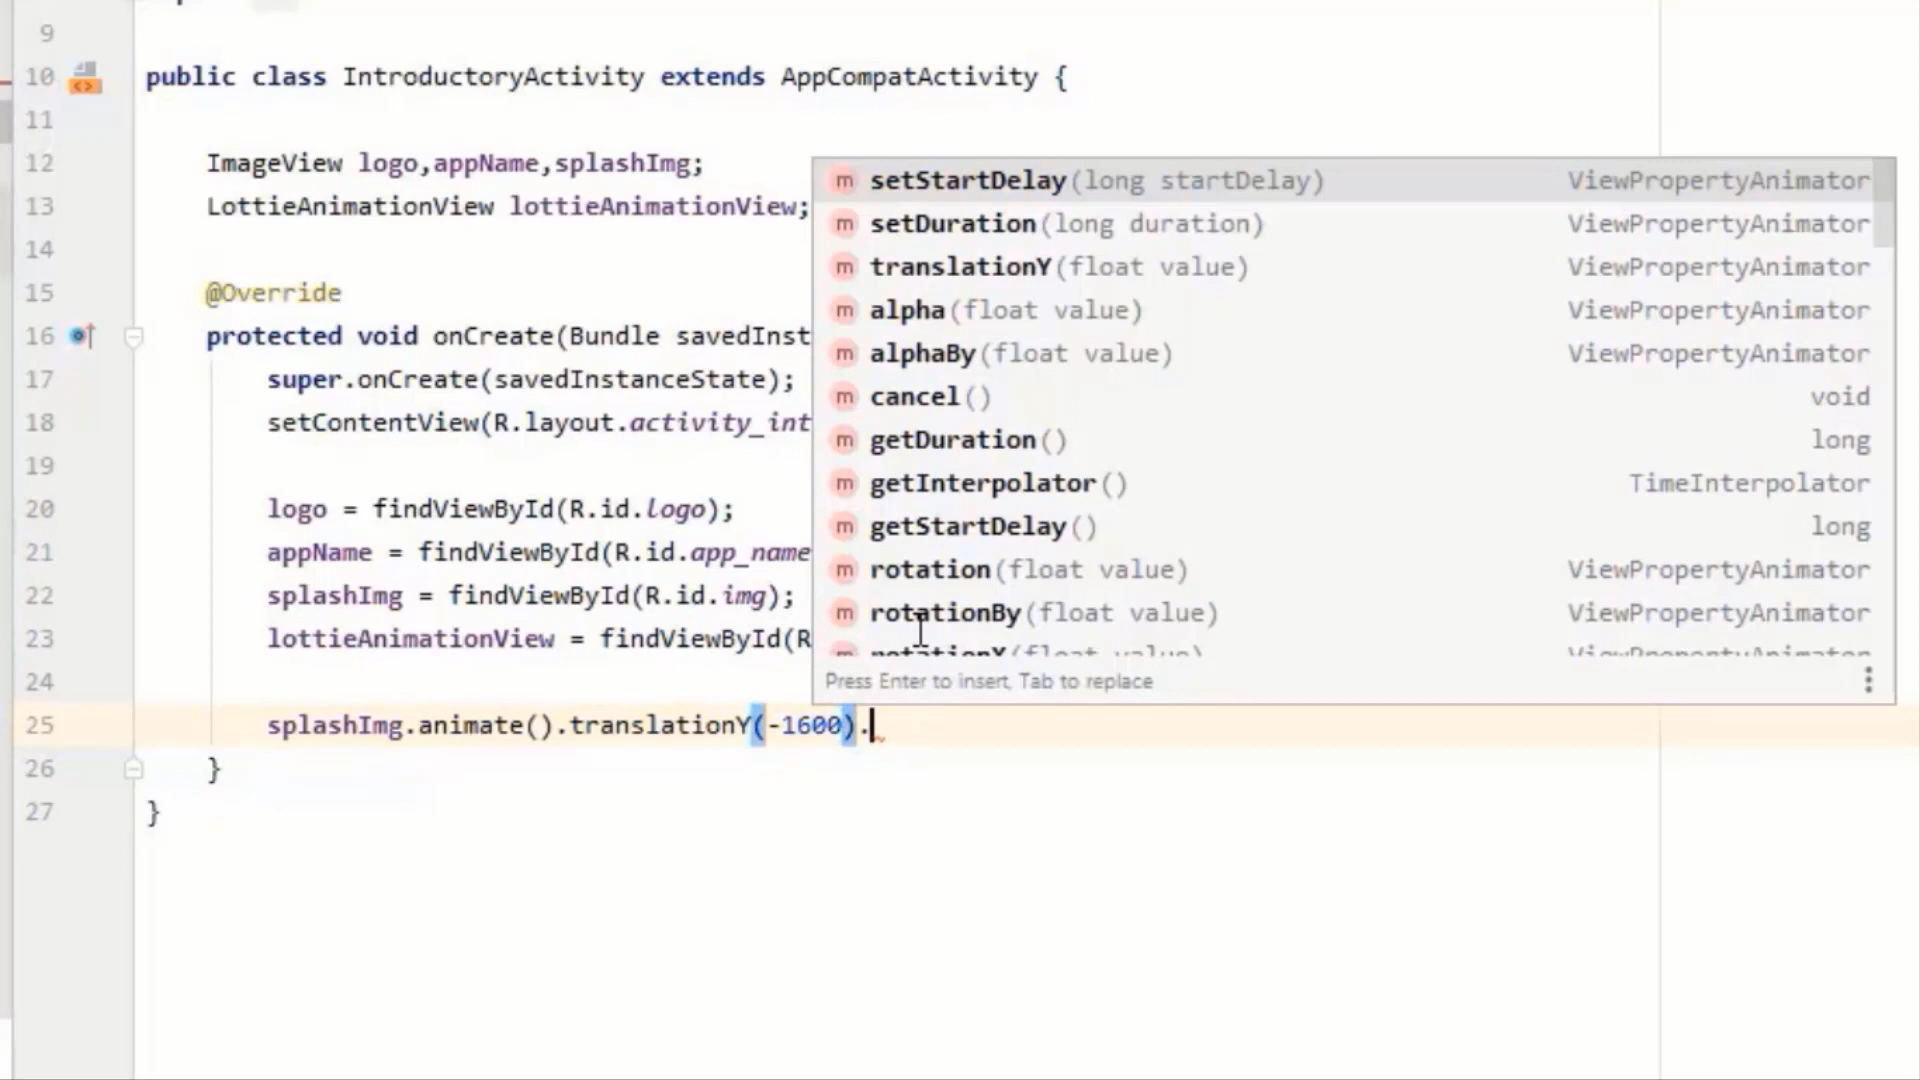 9
10 public class IntroductoryActivity extends AppCompatActivity {
11
12 ImageView logo,appName,splashImg;
13 LottieAnimationView lottieAnimationView;
14
15 @Override
16 protected void onCreate(Bundle savedInst
17 super.onCreate(savedInstanceState);
18 setContentView(R.layout.activity_int
19
20 logo = findViewById(R.id.logo);
21 appName = findViewById(R.id.app_name
22 splashImg = findViewById(R.id.img);
23 lottieAnimationView = findViewById(R
24
25 splashImg.animate().translationY(-1600).
26 }
27 }
m setStartDelay(long startDelay) ViewPropertyAnimator
m setDuration(long duration) ViewPropertyAnimator
m translationY(float value) ViewPropertyAnimator
m alpha(float value) ViewPropertyAnimator
m alphaBy(float value) ViewPropertyAnimator
m cancel() void
m getDuration() long
m getInterpolator() TimeInterpolator
m getStartDelay() long
m rotation(float value) ViewPropertyAnimator
m rotationBy(float value) ViewPropertyAnimator
m rotationX(float value) ViewPropertyAnimator
Press Enter to insert, Tab to replace